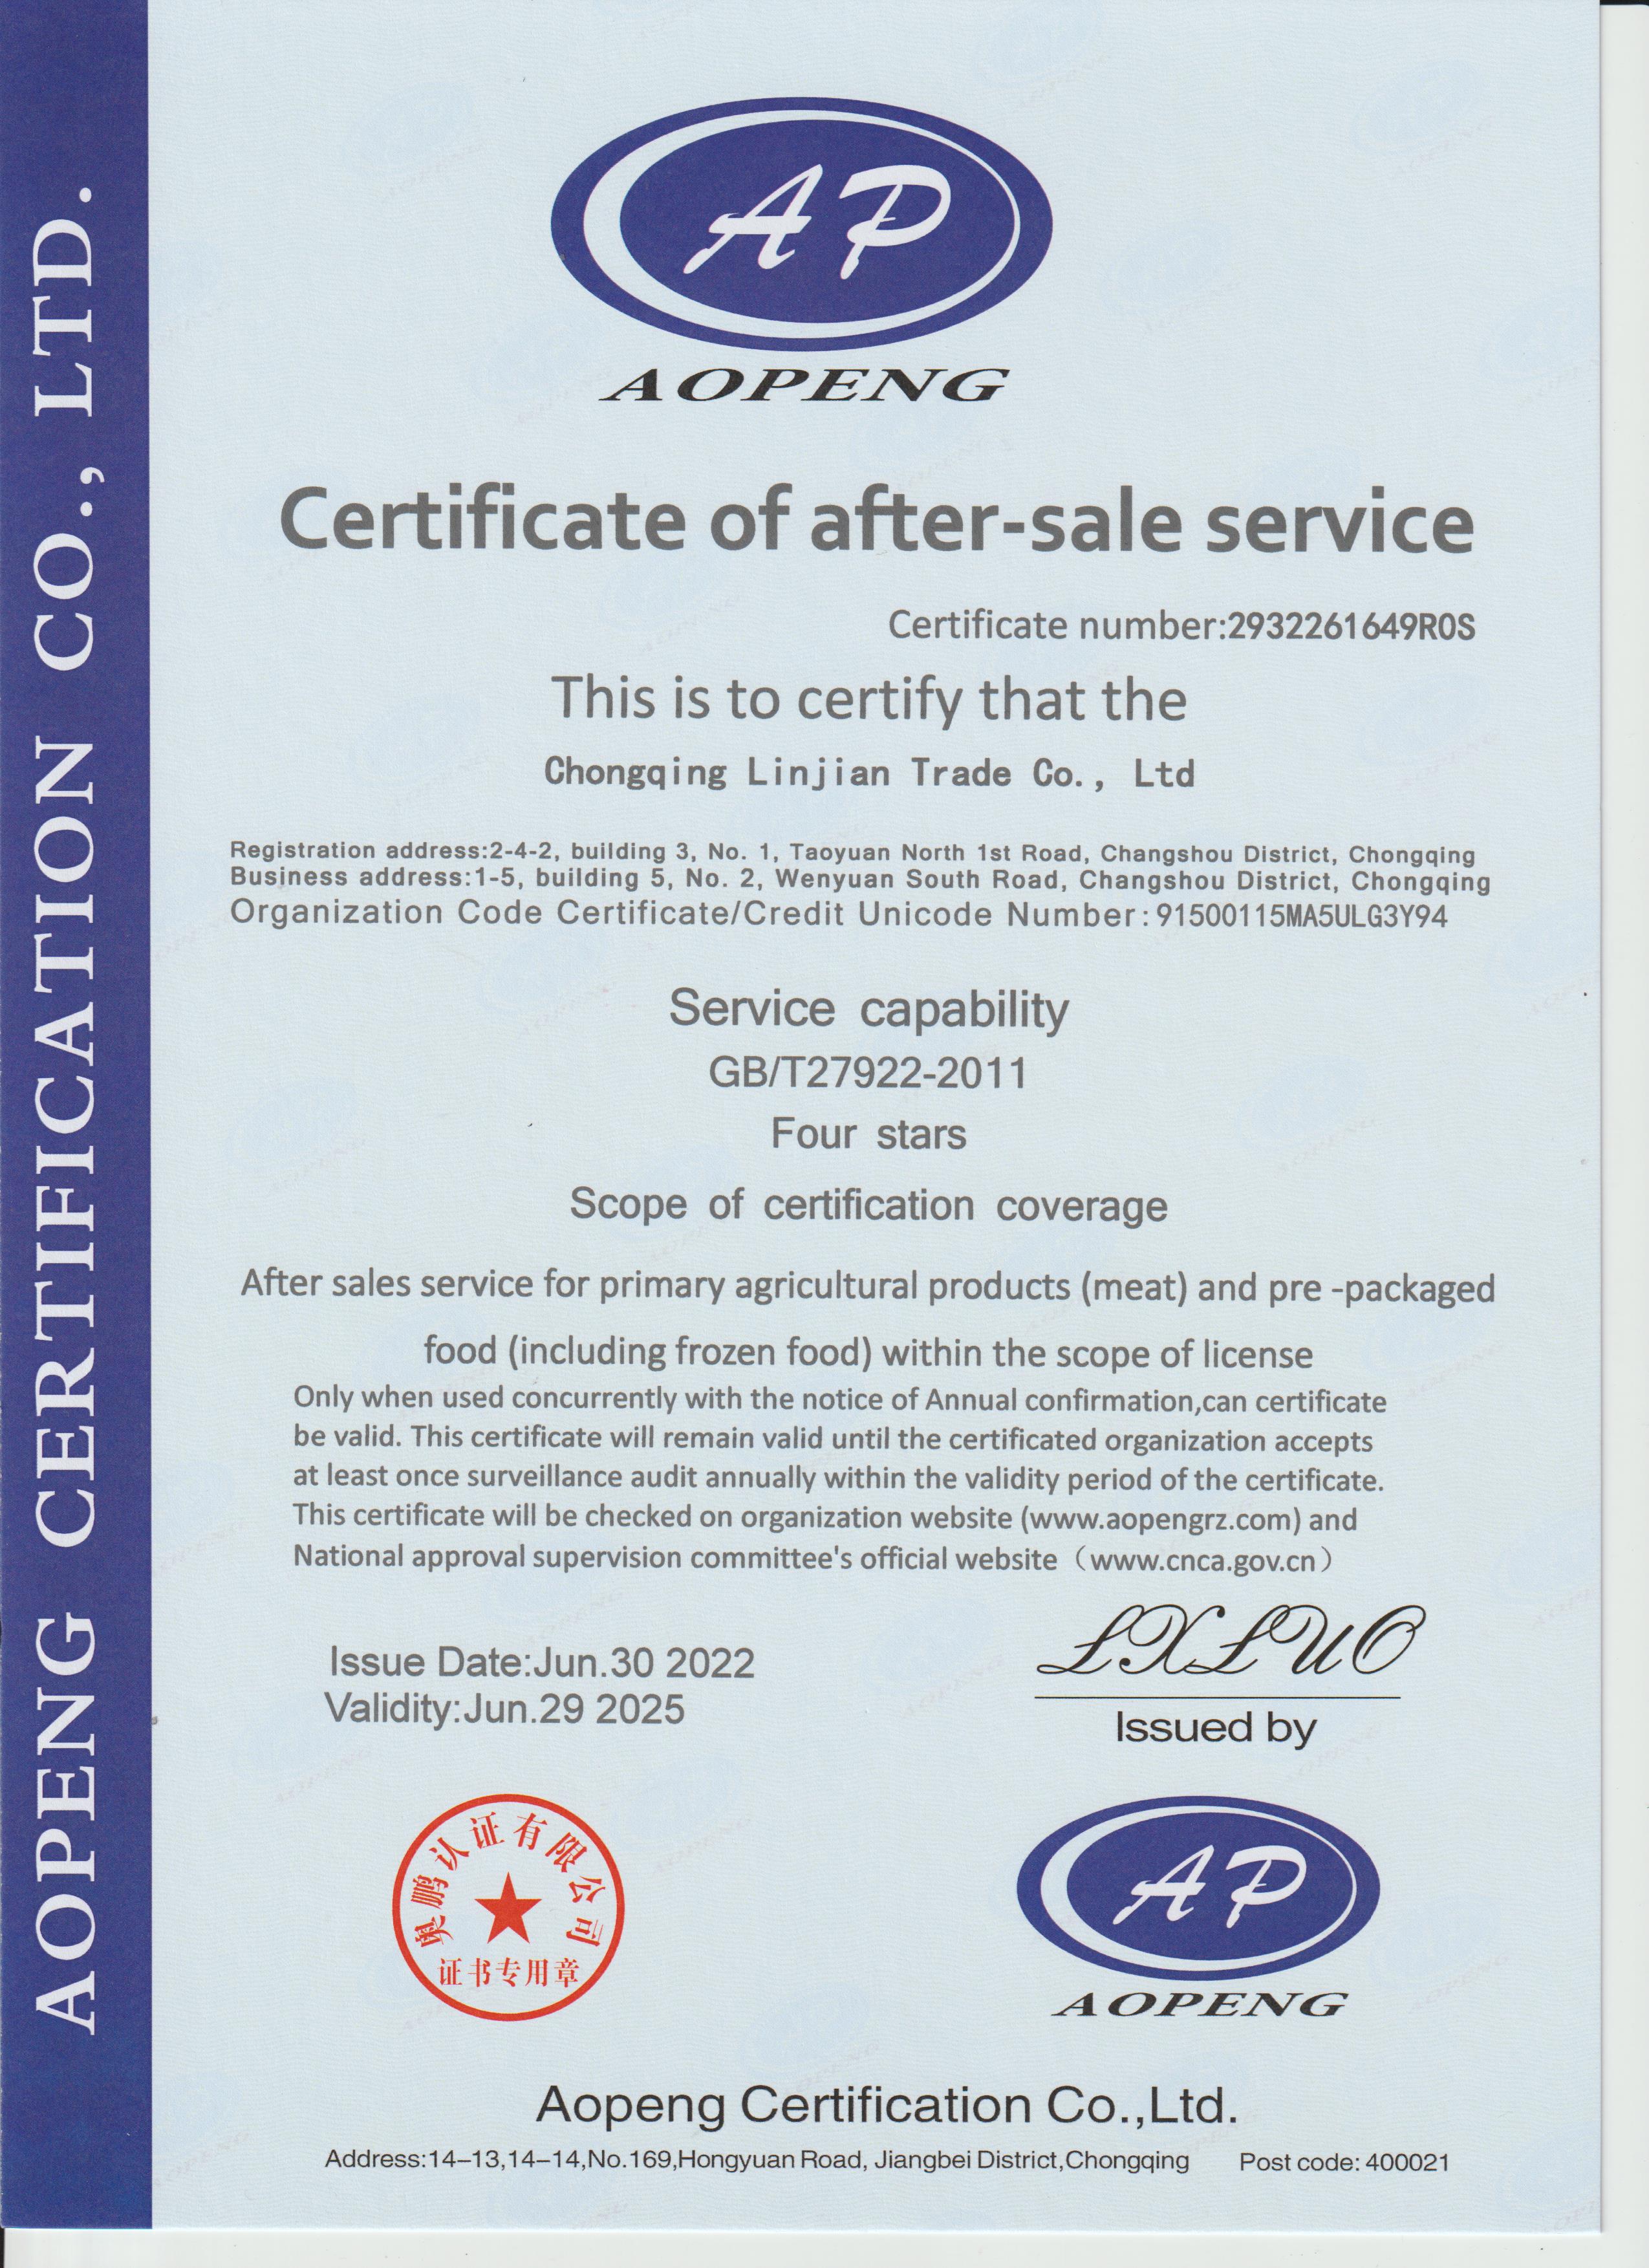 AOPENG CERTIFICATION CO., LTD.
AP
AOPENG
Certificate of after-sale service
Certificate number:2932261649R0S
This is to certify that the
Chongqing Linjian Trade Co., Ltd
Registration address:2-4-2, building 3, No. 1, Taoyuan North 1st Road, Changshou District, Chongqing
Business address:1-5, building 5, No. 2, Wenyuan South Road, Changshou District, Chongqing
Organization Code Certificate/Credit Unicode Number:91500115MA5ULG3Y94
Service capability
GB/T27922-2011
Four stars
Scope of certification coverage
After sales service for primary agricultural products (meat) and pre -packaged
food (including frozen food) within the scope of license
Only when used concurrently with the notice of Annual confirmation,can certificate
be valid. This certificate will remain valid until the certificated organization accepts
at least once surveillance audit annually within the validity period of the certificate.
This certificate will be checked on organization website (www.aopengrz.com) and
National approval supervision committee's official website（www.cnca.gov.cn）
Issue Date:Jun.30 2022
Validity:Jun.29 2025
LXLUO
Issued by
奥鹏认证有限公司
证书专用章
AP
AOPENG
Aopeng Certification Co.,Ltd.
Address:14–13,14–14,No.169,Hongyuan Road, Jiangbei District,Chongqing Post code: 400021